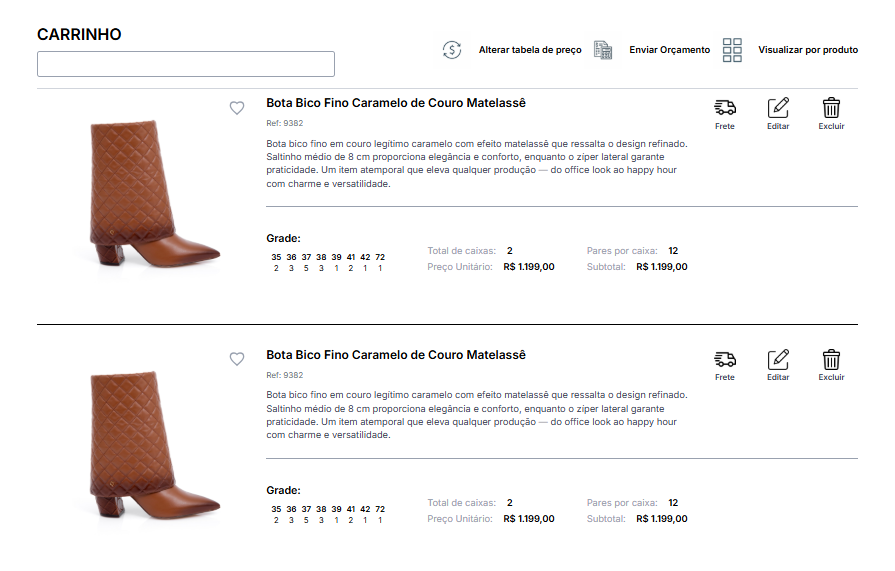 CARRINHO
Alterar tabela de preço
Enviar Orçamento
Visualizar por produto
Bota Bico Fino Caramelo de Couro Matelassê
Ref: 9382
Bota bico fino em couro legítimo caramelo com efeito matelassê que ressalta o design refinado.
Saltinho médio de 8 cm proporciona elegância e conforto, enquanto o zíper lateral garante
praticidade. Um item atemporal que eleva qualquer produção — do office look ao happy hour
com charme e versatilidade.
Frete
Editar
Excluir
Grade:
35 36 37 38 39 41 42 72
2 3 5 3 1 2 1 1
Total de caixas: 2
Preço Unitário: R$ 1.199,00
Pares por caixa: 12
Subtotal: R$ 1.199,00
Bota Bico Fino Caramelo de Couro Matelassê
Ref: 9382
Bota bico fino em couro legítimo caramelo com efeito matelassê que ressalta o design refinado.
Saltinho médio de 8 cm proporciona elegância e conforto, enquanto o zíper lateral garante
praticidade. Um item atemporal que eleva qualquer produção — do office look ao happy hour
com charme e versatilidade.
Frete
Editar
Excluir
Grade:
35 36 37 38 39 41 42 72
2 3 5 3 1 2 1 1
Total de caixas: 2
Preço Unitário: R$ 1.199,00
Pares por caixa: 12
Subtotal: R$ 1.199,00